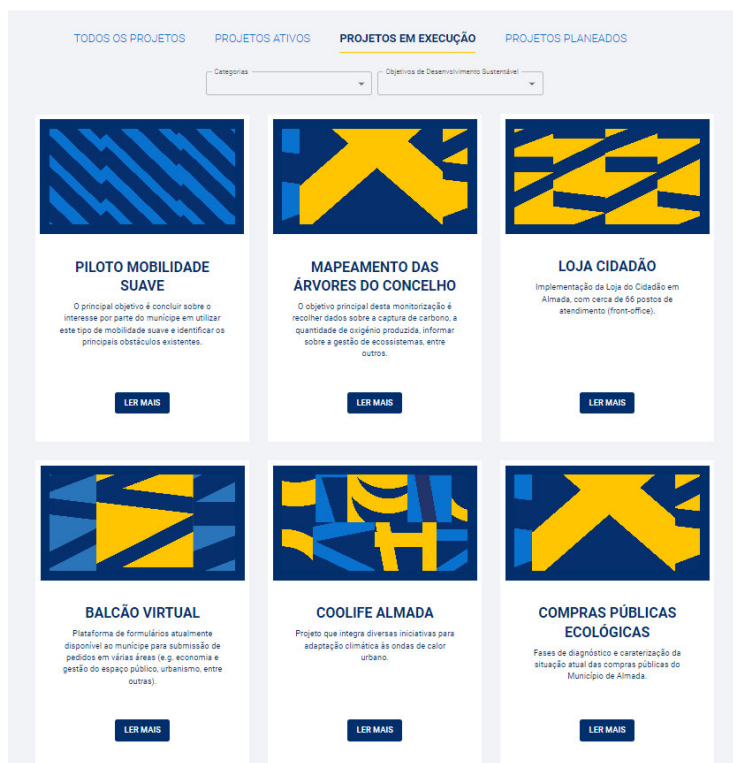 TODOS OS PROJETOS PROJETOS ATIVOS PROJETOS EM EXECUÇÃO PROJETOS PLANEADOS
Categorias Objetivos de Desenvolvimento Sustentável
PILOTO MOBILIDADE
SUAVE
O principal objetivo é concluir sobre o
interesse por parte do munícipe em utilizar
este tipo de mobilidade suave e identificar os
principais obstáculos existentes.
LER MAIS
MAPEAMENTO DAS
ÁRVORES DO CONCELHO
O objetivo principal desta monitorização é
recolher dados sobre a captura de carbono, a
quantidade de oxigénio produzida, informar
sobre a gestão de ecossistemas, entre
outros.
LER MAIS
LOJA CIDADÃO
Implementação da Loja do Cidadão em
Almada, com cerca de 66 postos de
atendimento (front-office).
LER MAIS
BALCÃO VIRTUAL
Plataforma de formulários atualmente
disponível ao munícipe para submissão de
pedidos em várias áreas (e.g. economia e
gestão do espaço público, urbanismo, entre
outras).
LER MAIS
COOLIFE ALMADA
Projeto que integra diversas iniciativas para
adaptação climática às ondas de calor
urbano.
LER MAIS
COMPRAS PÚBLICAS
ECOLÓGICAS
Fases de diagnóstico e caraterização da
situação atual das compras públicas do
Município de Almada.
LER MAIS